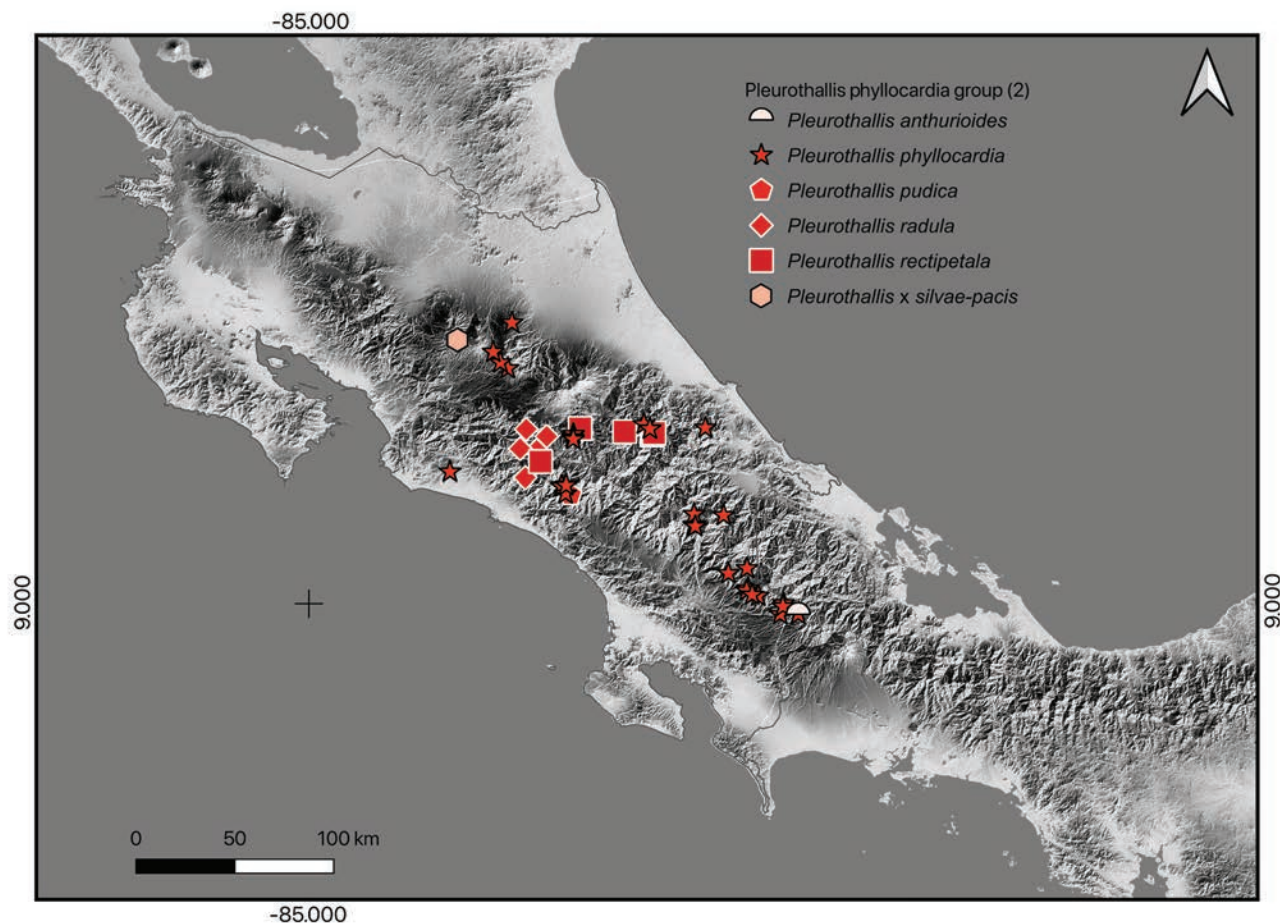 -85.000
Pleurothallis phyllocardia group (2)
Pleurothallis anthurioides
Pleurothallis phyllocardia
Pleurothallis pudica
Pleurothallis radula
Pleurothallis rectipetala
Pleurothallis x silvae-pacis
9.000
9.000
0 50 100 km
-85.000